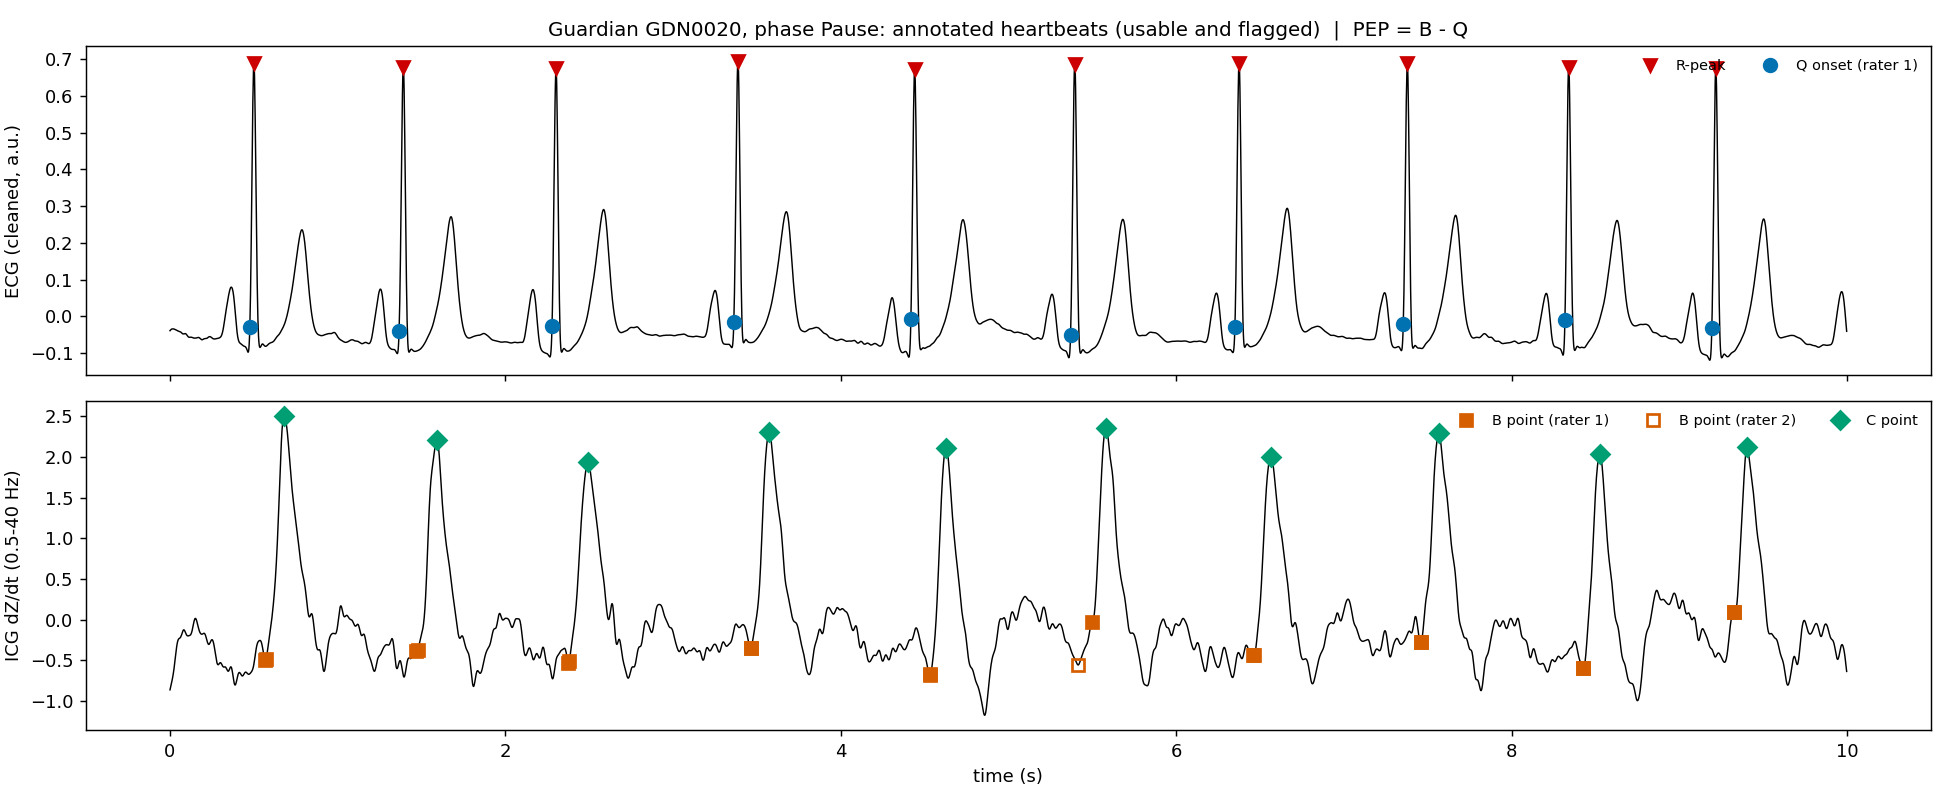 Guardian GDN0020, phase Pause: annotated heartbeats (usable and flagged)  |  PEP = B - Q
ECG (cleaned, a.u.)
0.7
0.6
0.5
0.4
0.3
0.2
0.1
0.0
−0.1
R-peak
Q onset (rater 1)
ICG dZ/dt (0.5-40 Hz)
2.5
2.0
1.5
1.0
0.5
0.0
−0.5
−1.0
B point (rater 1)
B point (rater 2)
C point
0 2 4 6 8 10
time (s)